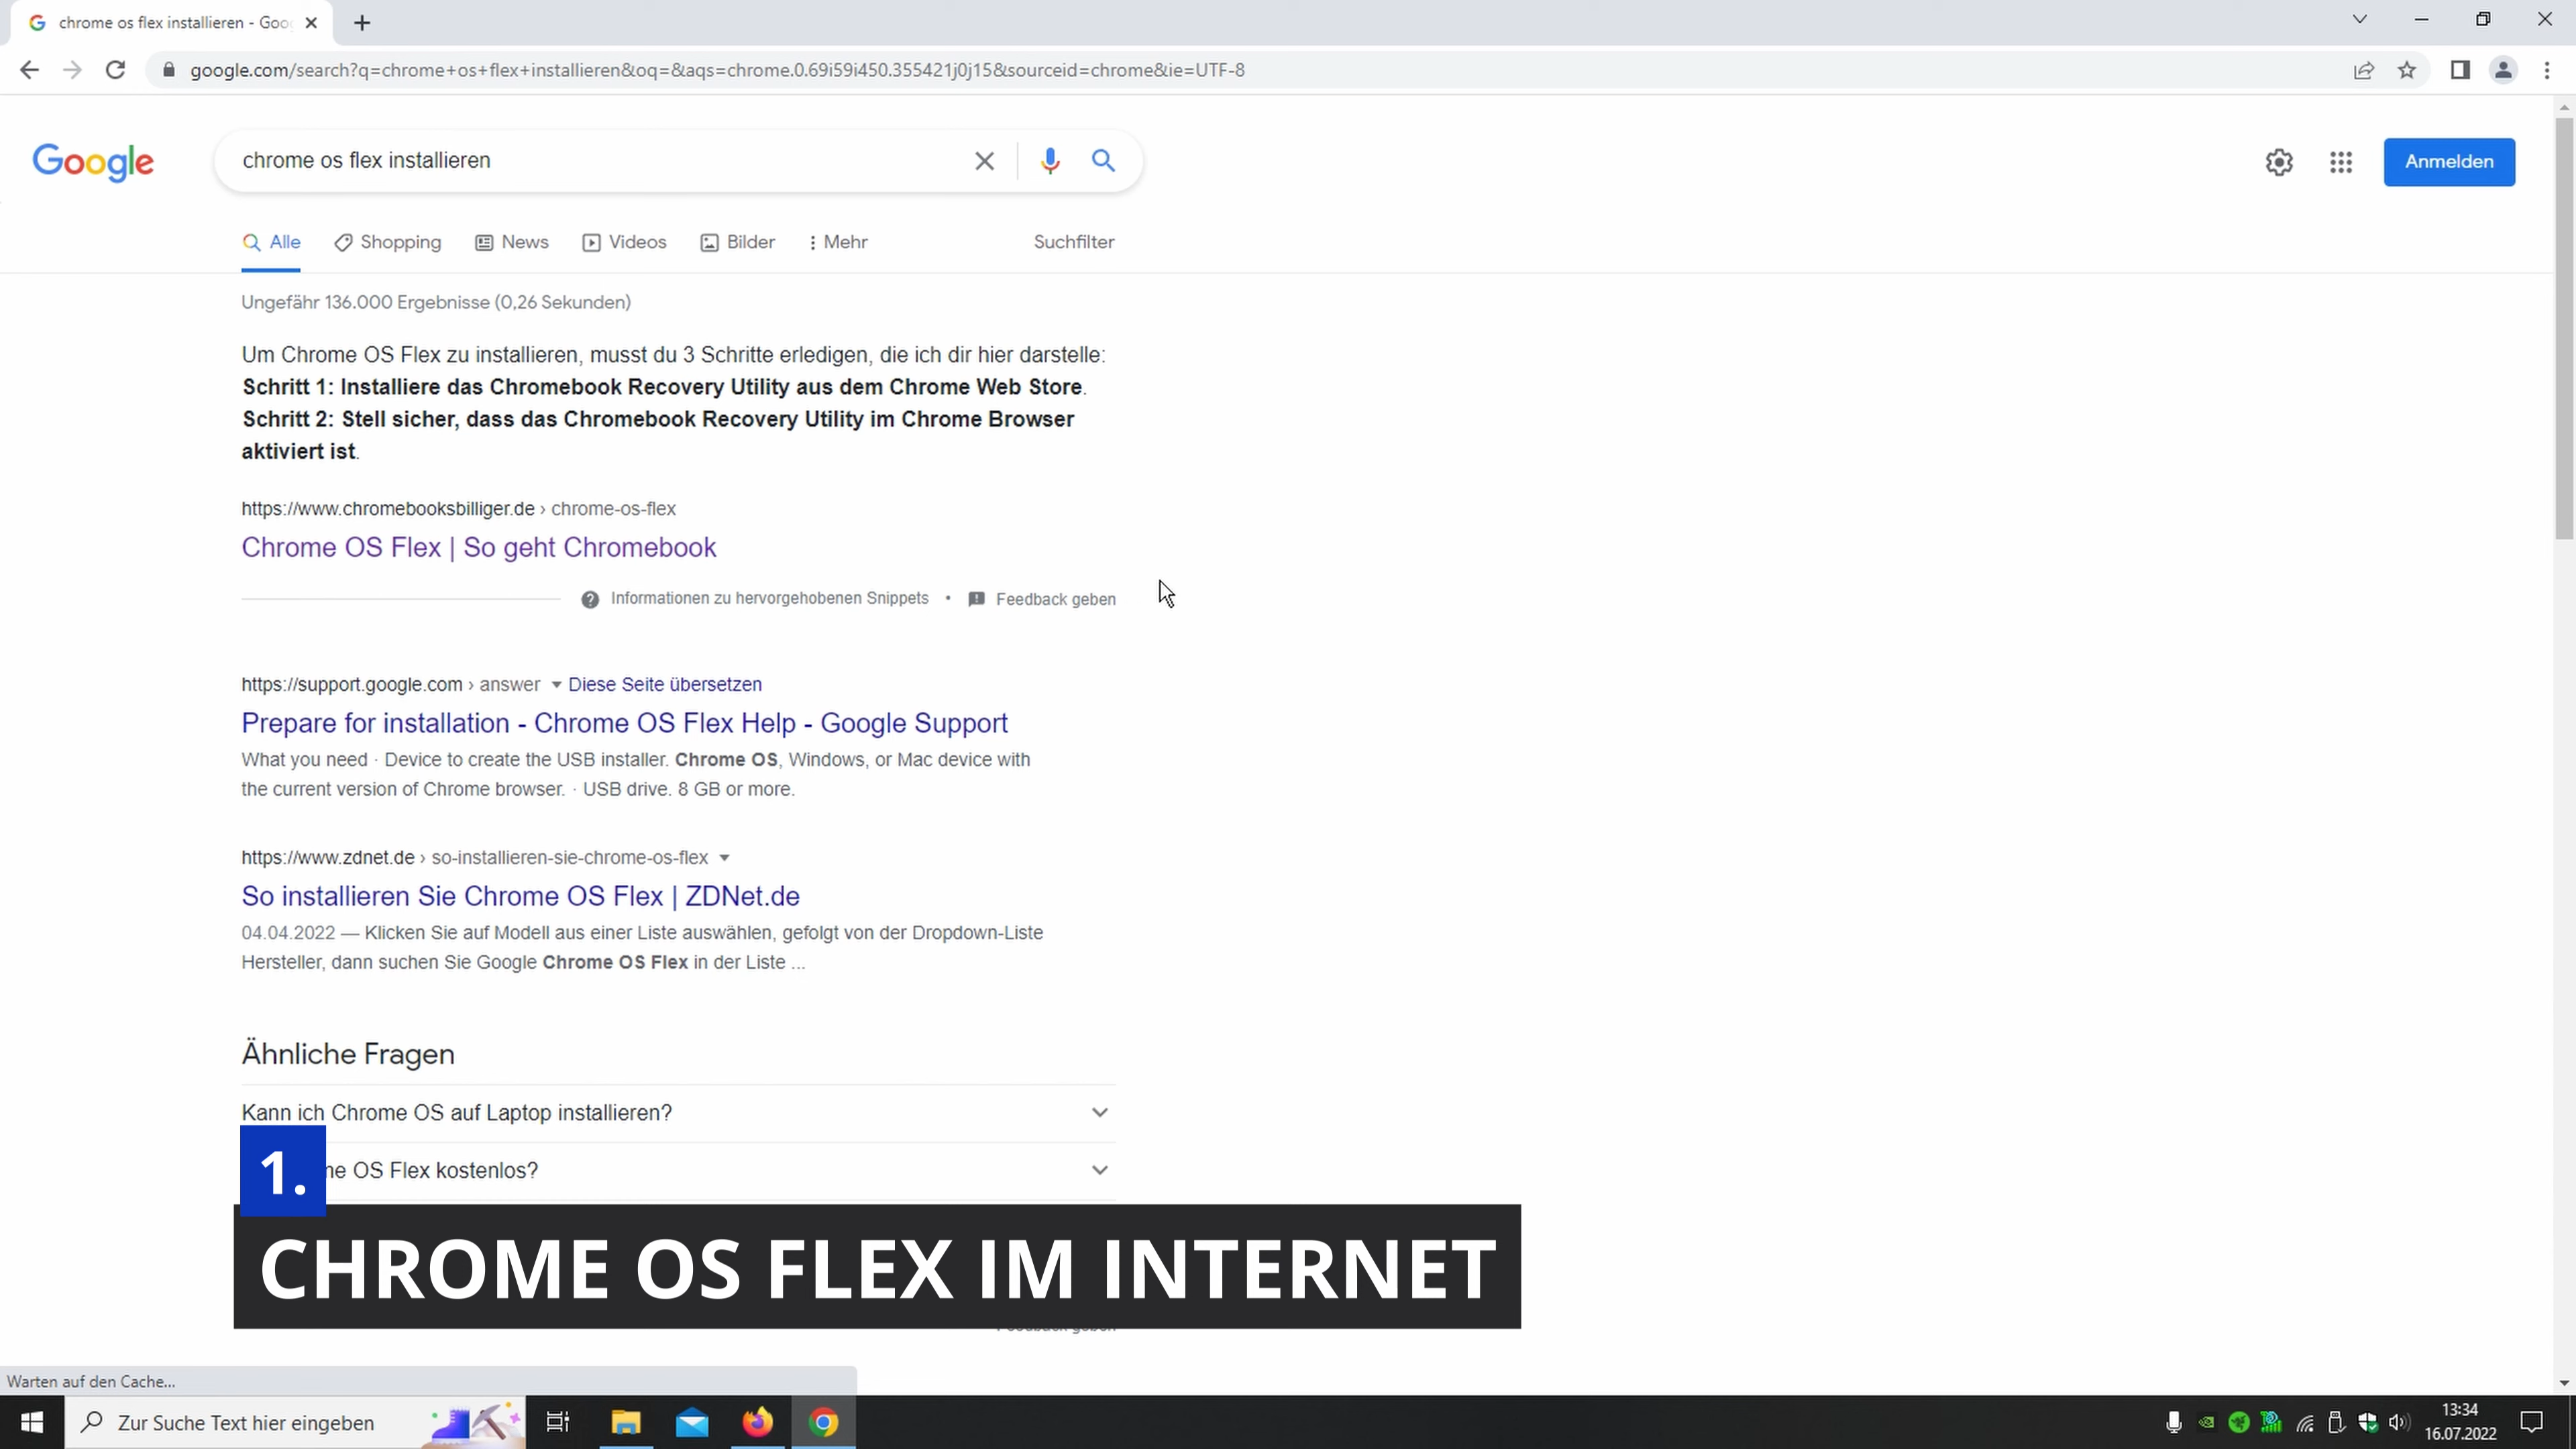 chrome os flex installieren - Goo
google.com/search?q=chrome+os+flex+installieren&oq=&aqs=chrome.0.69i59i450.355421j0j15&sourceid=chrome&ie=UTF-8
Google
chrome os flex installieren
Anmelden
Alle
Shopping
News
Videos
Bilder
Mehr
Suchfilter
Ungefähr 136.000 Ergebnisse (0,26 Sekunden)
Um Chrome OS Flex zu installieren, musst du 3 Schritte erledigen, die ich dir hier darstelle:
Schritt 1: Installiere das Chromebook Recovery Utility aus dem Chrome Web Store.
Schritt 2: Stell sicher, dass das Chromebook Recovery Utility im Chrome Browser
aktiviert ist.
https://www.chromebooksbilliger.de › chrome-os-flex
Chrome OS Flex | So geht Chromebook
Informationen zu hervorgehobenen Snippets • Feedback geben
https://support.google.com › answer Diese Seite übersetzen
Prepare for installation - Chrome OS Flex Help - Google Support
What you need · Device to create the USB installer. Chrome OS, Windows, or Mac device with
the current version of Chrome browser. · USB drive. 8 GB or more.
https://www.zdnet.de › so-installieren-sie-chrome-os-flex
So installieren Sie Chrome OS Flex | ZDNet.de
04.04.2022 — Klicken Sie auf Modell aus einer Liste auswählen, gefolgt von der Dropdown-Liste
Hersteller, dann suchen Sie Google Chrome OS Flex in der Liste ...
Ähnliche Fragen
Kann ich Chrome OS auf Laptop installieren?
1.
OS Flex kostenlos?
CHROME OS FLEX IM INTERNET
Warten auf den Cache...
Zur Suche Text hier eingeben
13:34
16.07.2022